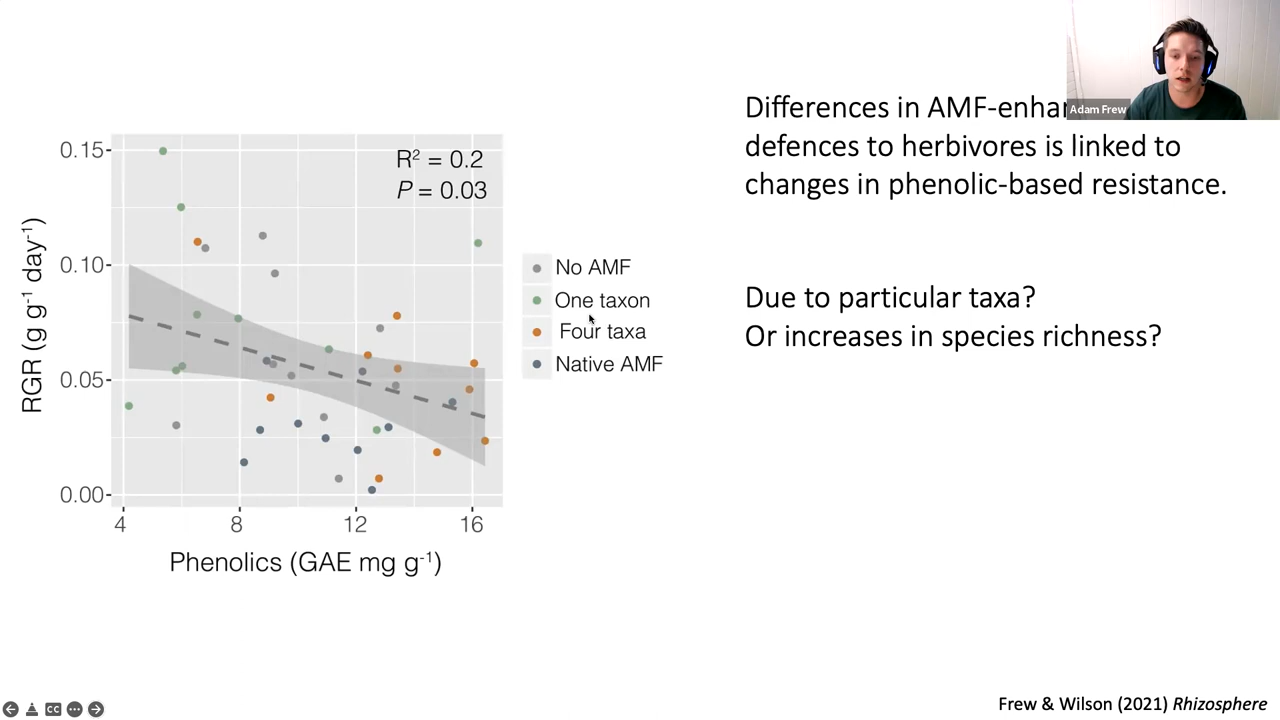 Adam Frew
Differences in AMF-enha
defences to herbivores is linked to
changes in phenolic-based resistance.
Due to particular taxa?
Or increases in species richness?
R² = 0.2
P = 0.03
RGR (g g⁻¹ day⁻¹)
0.15
0.10
0.05
0.00
4 8 12 16
Phenolics (GAE mg g⁻¹)
No AMF
One taxon
Four taxa
Native AMF
CC
Frew & Wilson (2021) Rhizosphere